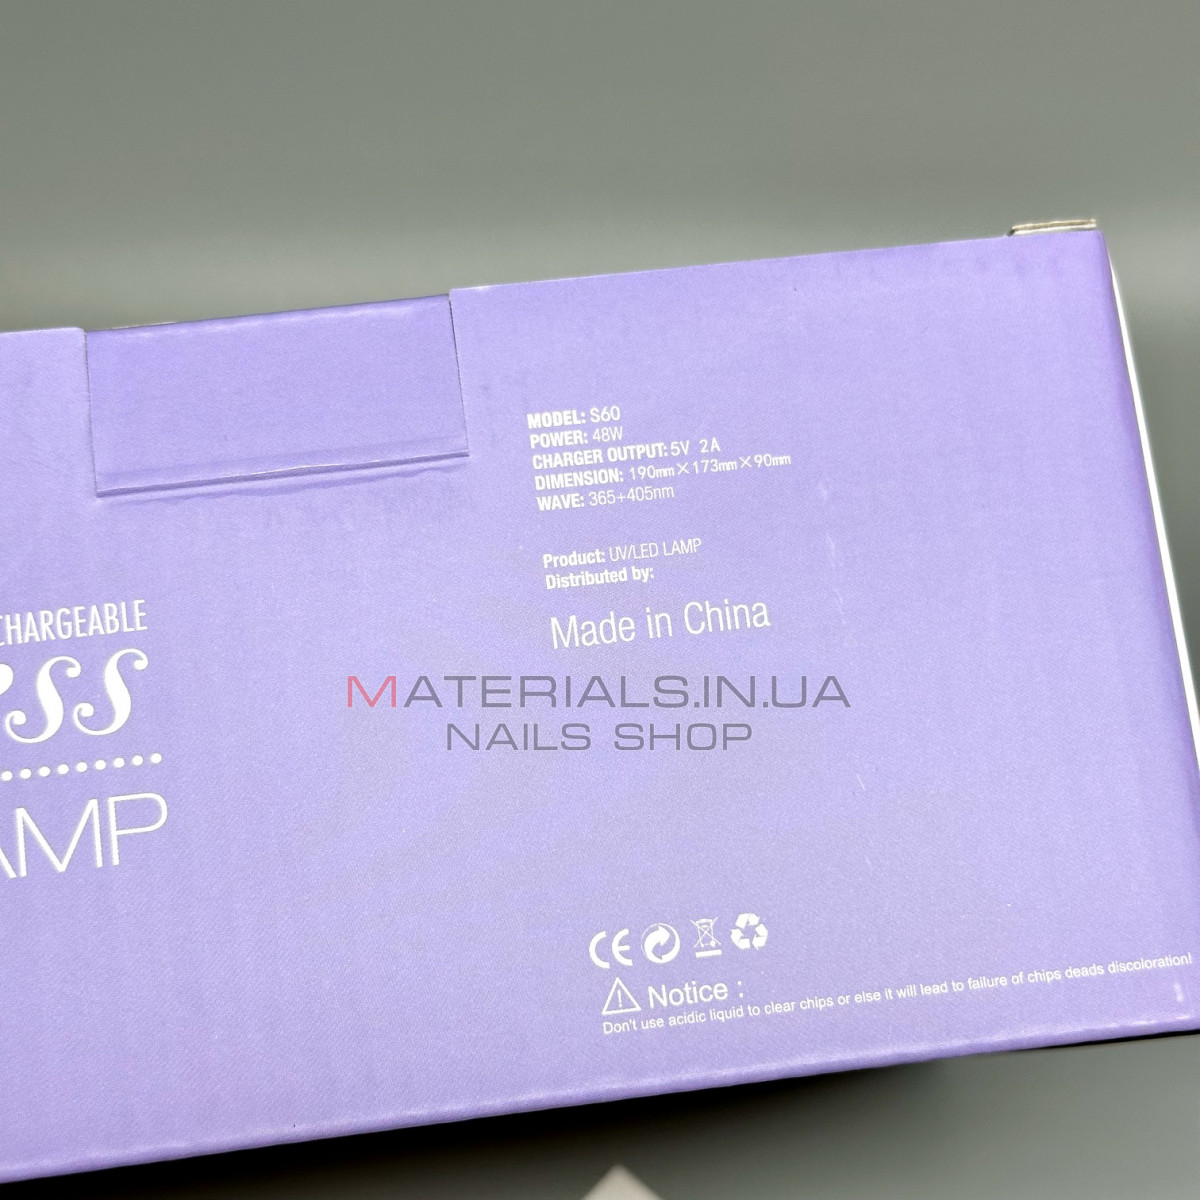 MODEL: S60
POWER: 48W
CHARGER OUTPUT: 5V 2A
DIMENSION: 190mm×173mm×90mm
WAVE: 365+405nm
Product: UV/LED LAMP
Distributed by:
Made in China
CHARGEABLE
ss
AMP
MATERIALS.IN.UA
NAILS SHOP
CE
Notice :
Don't use acidic liquid to clear chips or else it will lead to failure of chips deads discoloration!